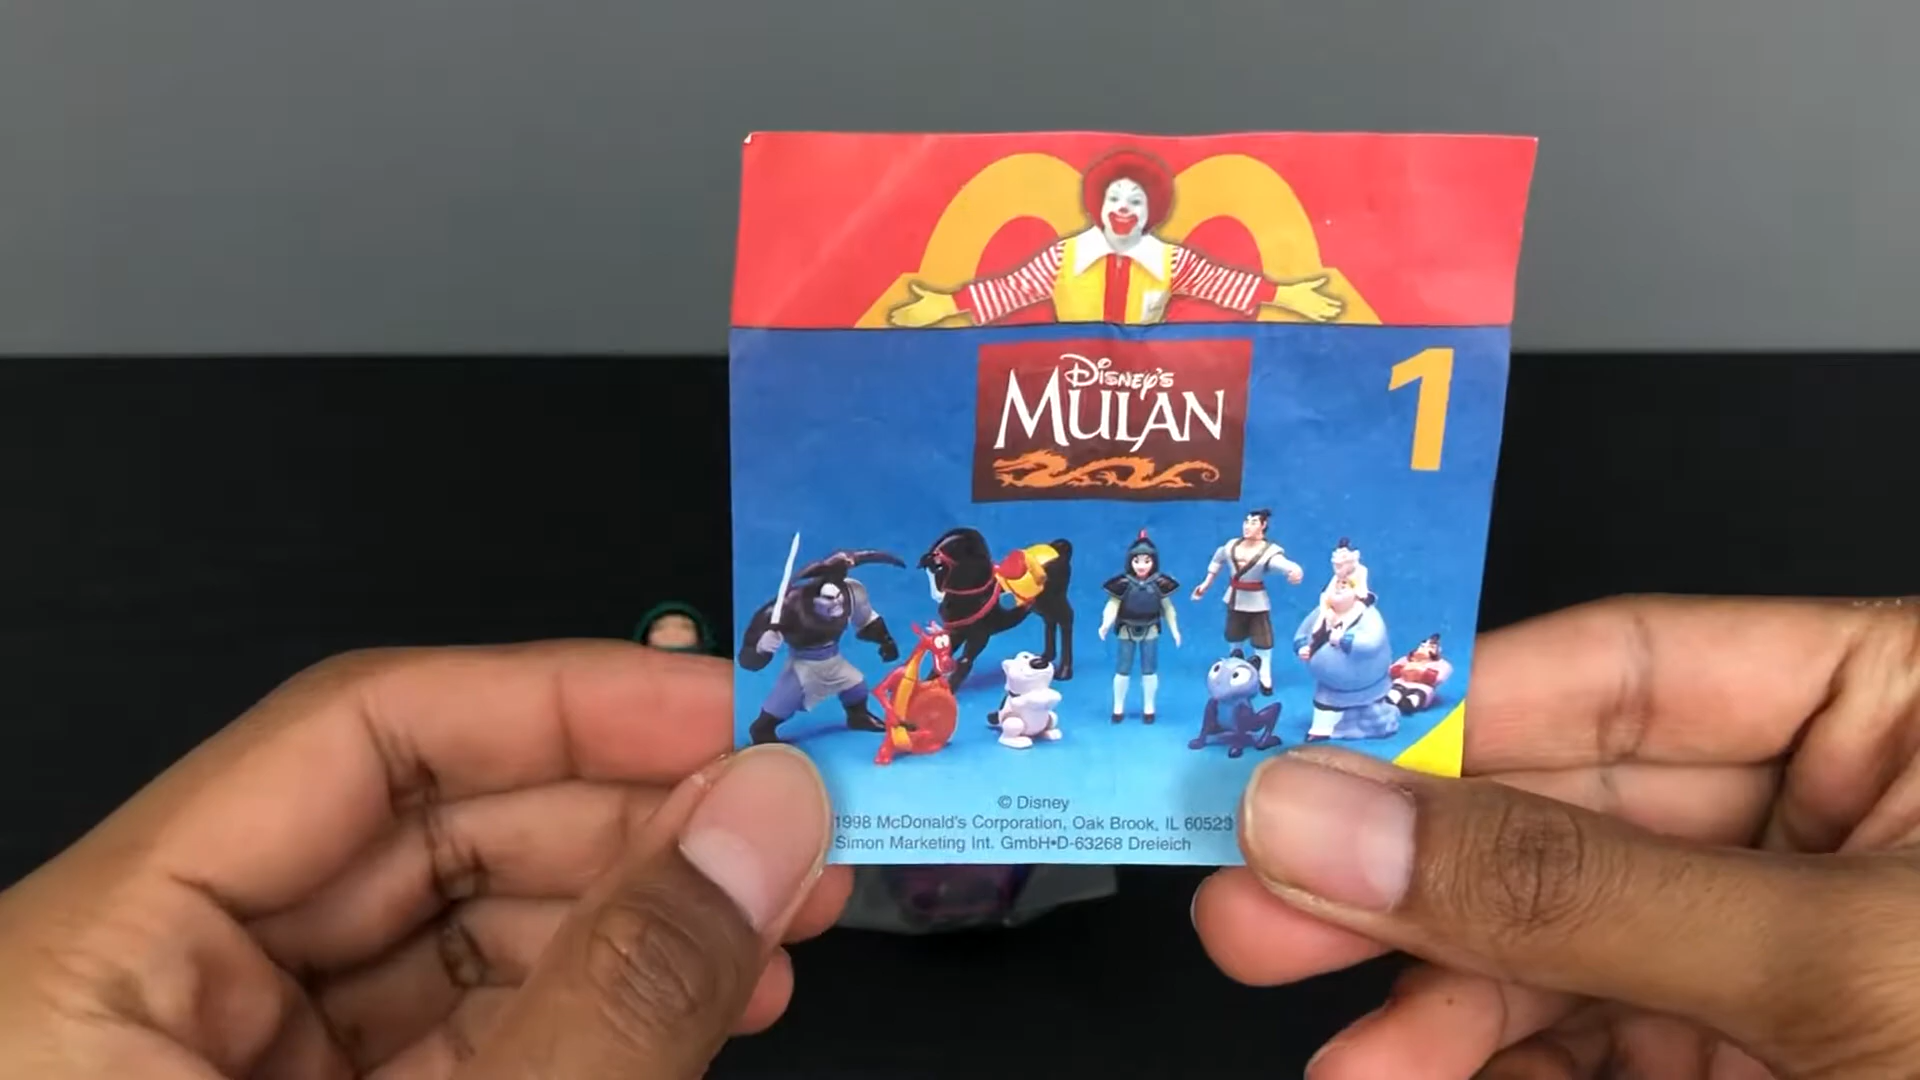 Disney's
MULAN
1
© Disney
1998 McDonald's Corporation, Oak Brook, IL 60523
Simon Marketing Int. GmbH•D-63268 Dreieich